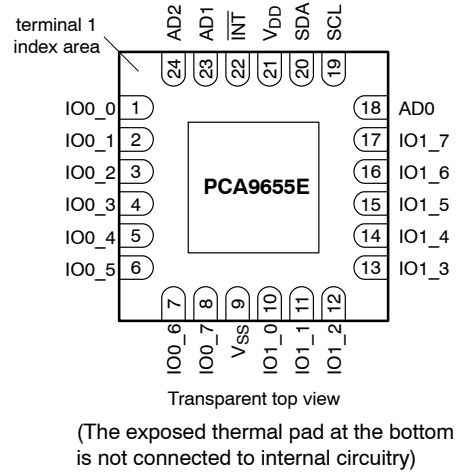 terminal 1
index area
AD2
AD1
INT
VDD
SDA
SCL
24
23
22
21
20
19
IO0_0 1
IO0_1 2
IO0_2 3
IO0_3 4
IO0_4 5
IO0_5 6
18 AD0
17 IO1_7
16 IO1_6
15 IO1_5
14 IO1_4
13 IO1_3
PCA9655E
7
8
9
10
11
12
IO0_6
IO0_7
VSS
IO1_0
IO1_1
IO1_2
Transparent top view
(The exposed thermal pad at the bottom
is not connected to internal circuitry)